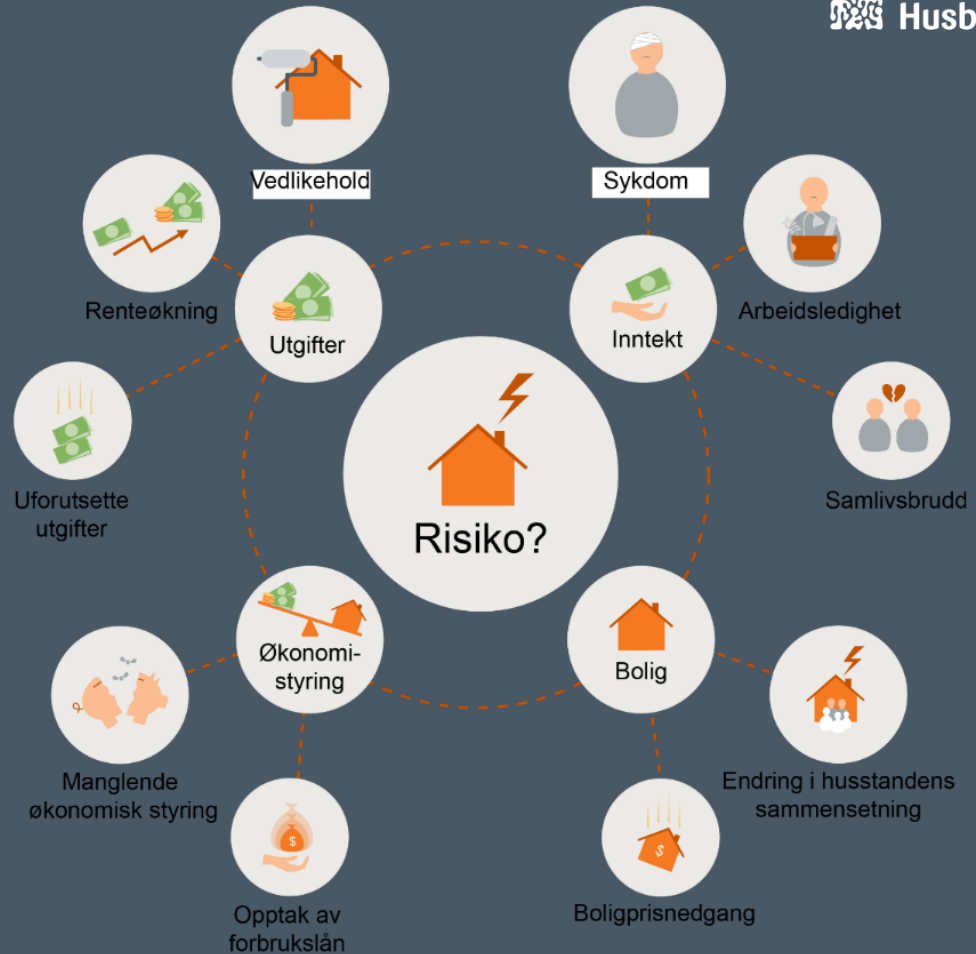 Husb
Vedlikehold
Sykdom
Renteøkning
Utgifter
Inntekt
Arbeidsledighet
Uforutsette
utgifter
Risiko?
Samlivsbrudd
Økonomi-
styring
Bolig
Manglende
økonomisk styring
Endring i husstandens
sammensetning
$
$
Opptak av
forbrukslån
Boligprisnedgang